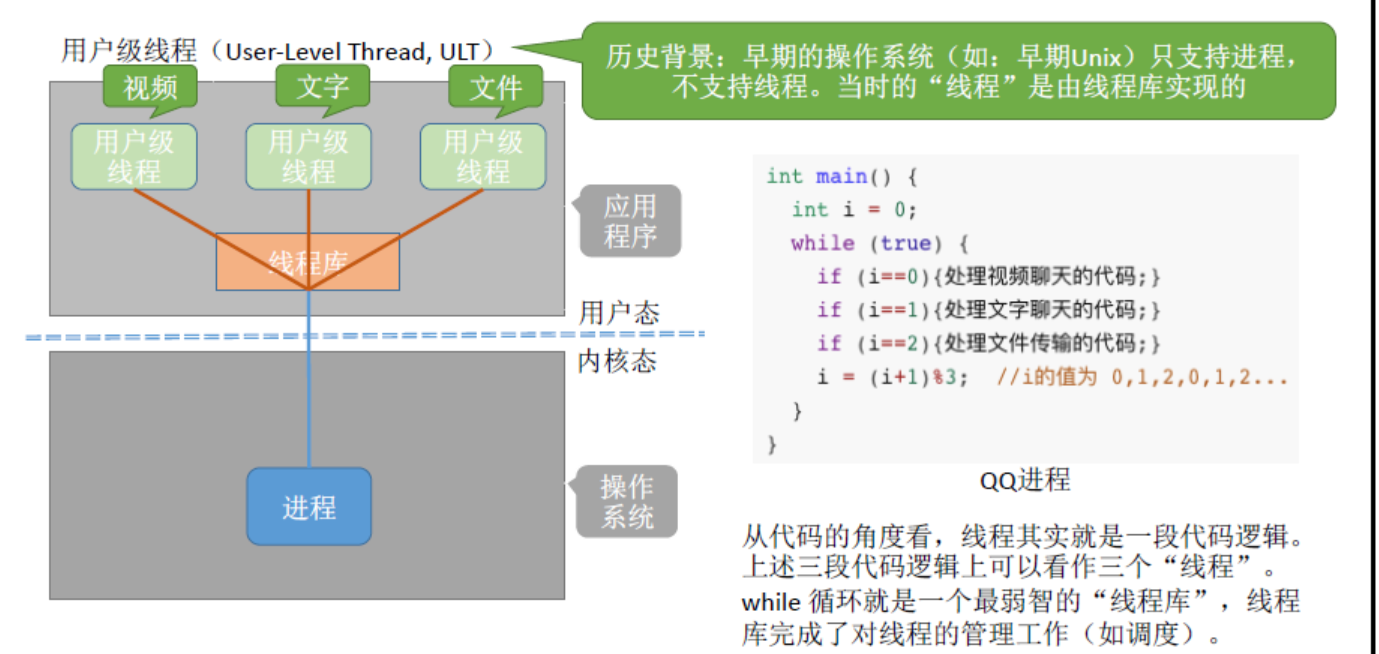 用户级线程（User-Level Thread, ULT）
历史背景：早期的操作系统（如：早期Unix）只支持进程，
不支持线程。当时的“线程”是由线程库实现的
视频
文字
文件
用户级
线程
用户级
线程
用户级
线程
应用
程序
线程库
用户态
内核态
进程
操作
系统
int main() {
int i = 0;
while (true) {
if (i==0){处理视频聊天的代码;}
if (i==1){处理文字聊天的代码;}
if (i==2){处理文件传输的代码;}
i = (i+1)%3; //i的值为 0,1,2,0,1,2...
}
}
QQ进程
从代码的角度看，线程其实就是一段代码逻辑。
上述三段代码逻辑上可以看作三个“线程”。
while 循环就是一个最弱智的“线程库”，线程
库完成了对线程的管理工作（如调度）。